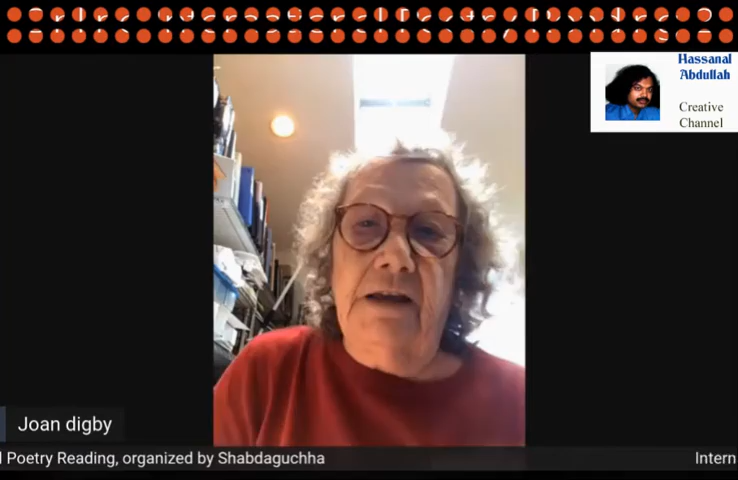 Hassanal
Abdullah
Creative
Channel
Joan digby
Poetry Reading, organized by Shabdaguchha
Intern